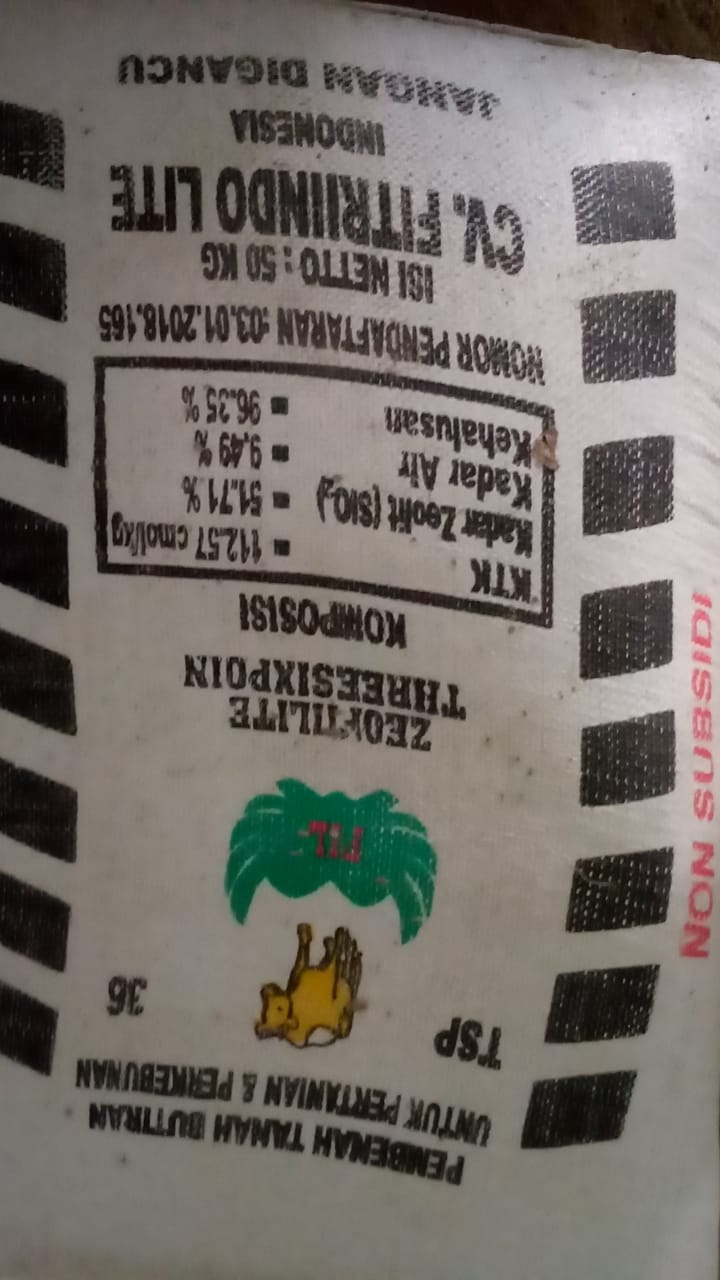 PEMBENAH TANAH BUTIRAN
UNTUK PERTANIAN & PERKEBUNAN
TSP 36
FIL
ZEOFILITE
THREESIXPOIN
KOMPOSISI
KTK = 112.57 cmol/kg
Kadar Zeolit (SIO₂) = 51.71 %
Kadar Air = 9.49 %
Kehalusan = 96.35 %
NOMOR PENDAFTARAN :03.01.2018.165
ISI NETTO : 50 KG
CV. FITRIINDO LITE
INDONESIA
JANGAN DIGANCU
NON SUBSIDI